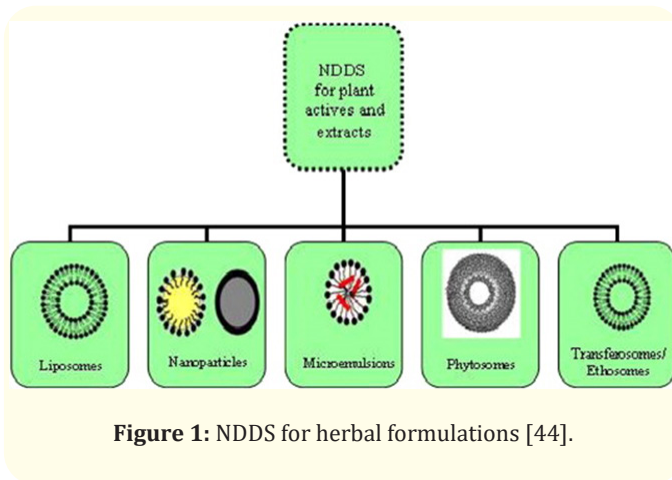 NDDS
for plant
actives and
extracts
Liposomes
Nanoparticles
Microemulsions
Phytosomes
Transferosomes/
Ethosomes
Figure 1: NDDS for herbal formulations [44].